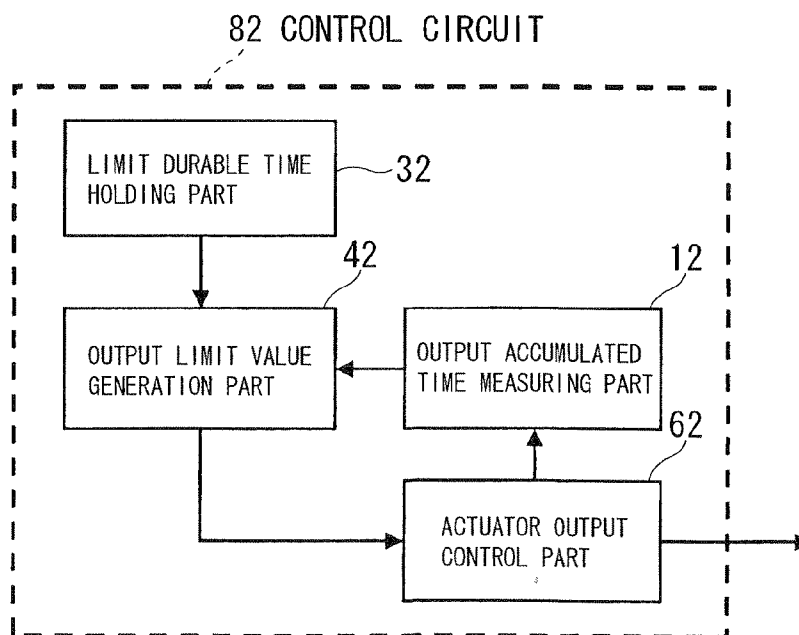 82 CONTROL CIRCUIT
LIMIT DURABLE TIME
HOLDING PART
32
42
12
OUTPUT LIMIT VALUE
GENERATION PART
OUTPUT ACCUMULATED
TIME MEASURING PART
62
ACTUATOR OUTPUT
CONTROL PART